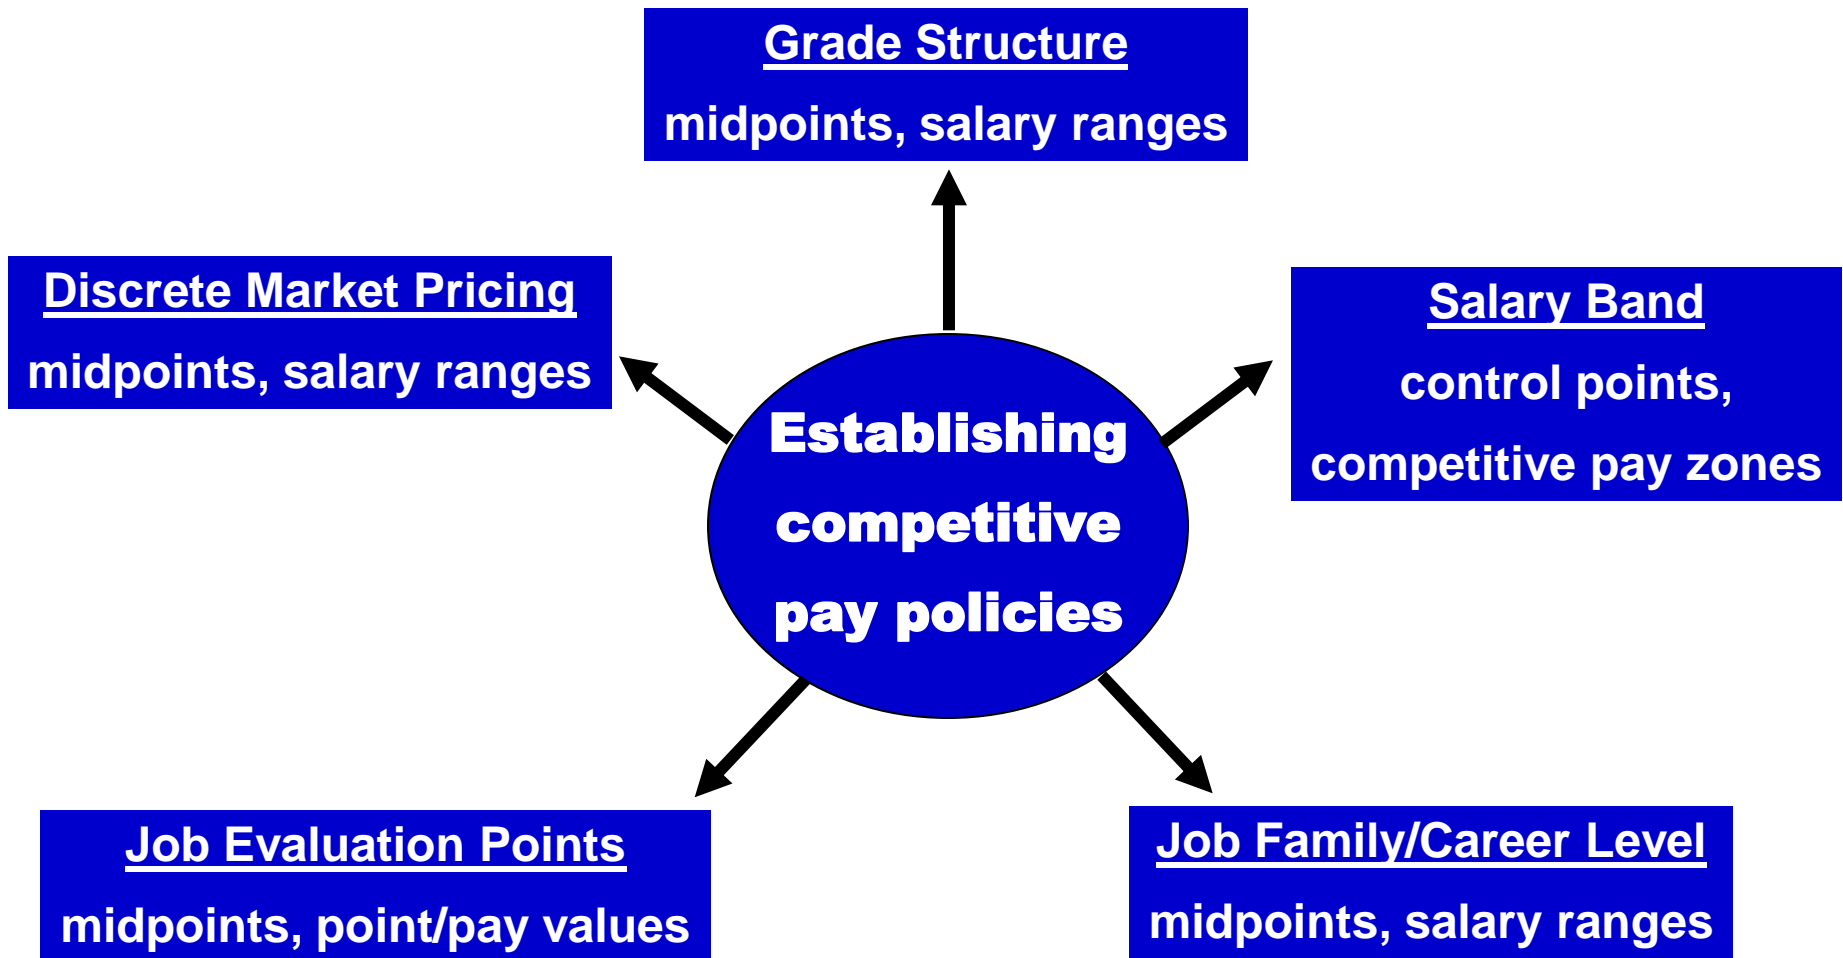 Grade Structure
midpoints, salary ranges
Discrete Market Pricing
midpoints, salary ranges
Salary Band
control points,
competitive pay zones
Establishing
competitive
pay policies
Job Evaluation Points
midpoints, point/pay values
Job Family/Career Level
midpoints, salary ranges